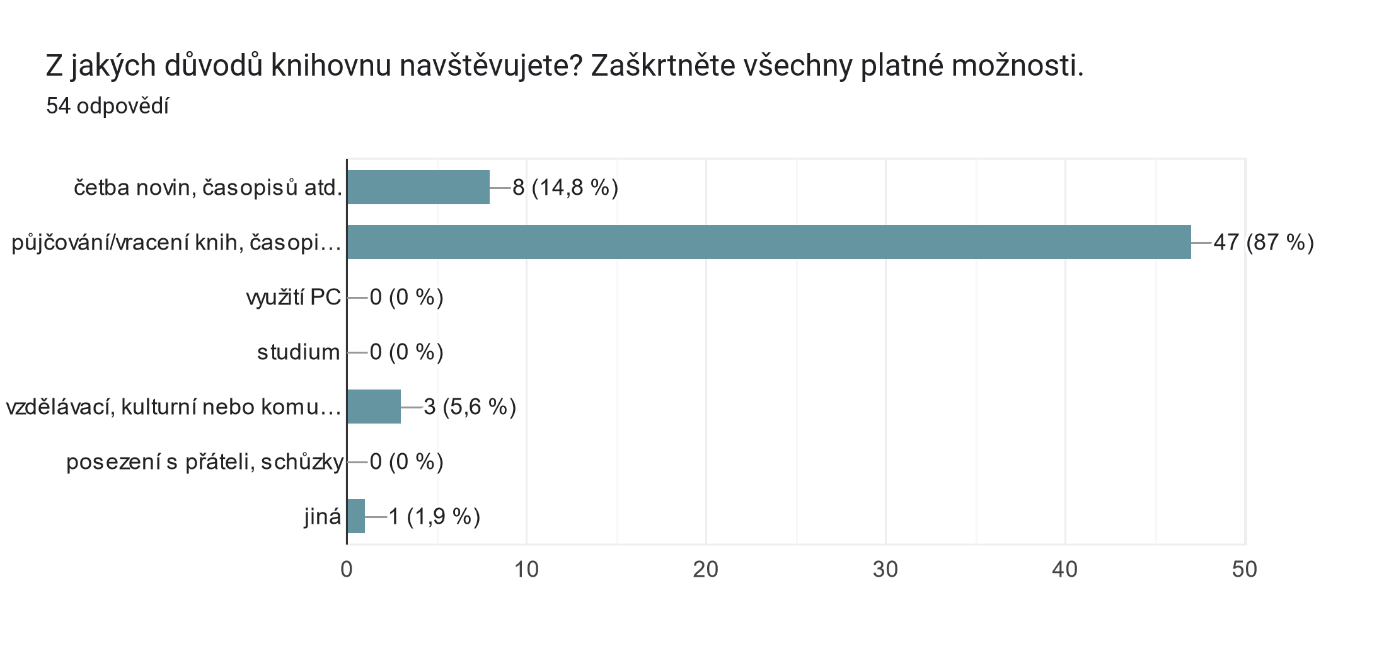 Z jakých důvodů knihovnu navštěvujete? Zaškrtněte všechny platné možnosti.
54 odpovědí
četba novin, časopisů atd. 8 (14,8 %)
půjčování/vracení knih, časopi… 47 (87 %)
využití PC 0 (0 %)
studium 0 (0 %)
vzdělávací, kulturní nebo komu… 3 (5,6 %)
posezení s přáteli, schůzky 0 (0 %)
jiná 1 (1,9 %)
0 10 20 30 40 50